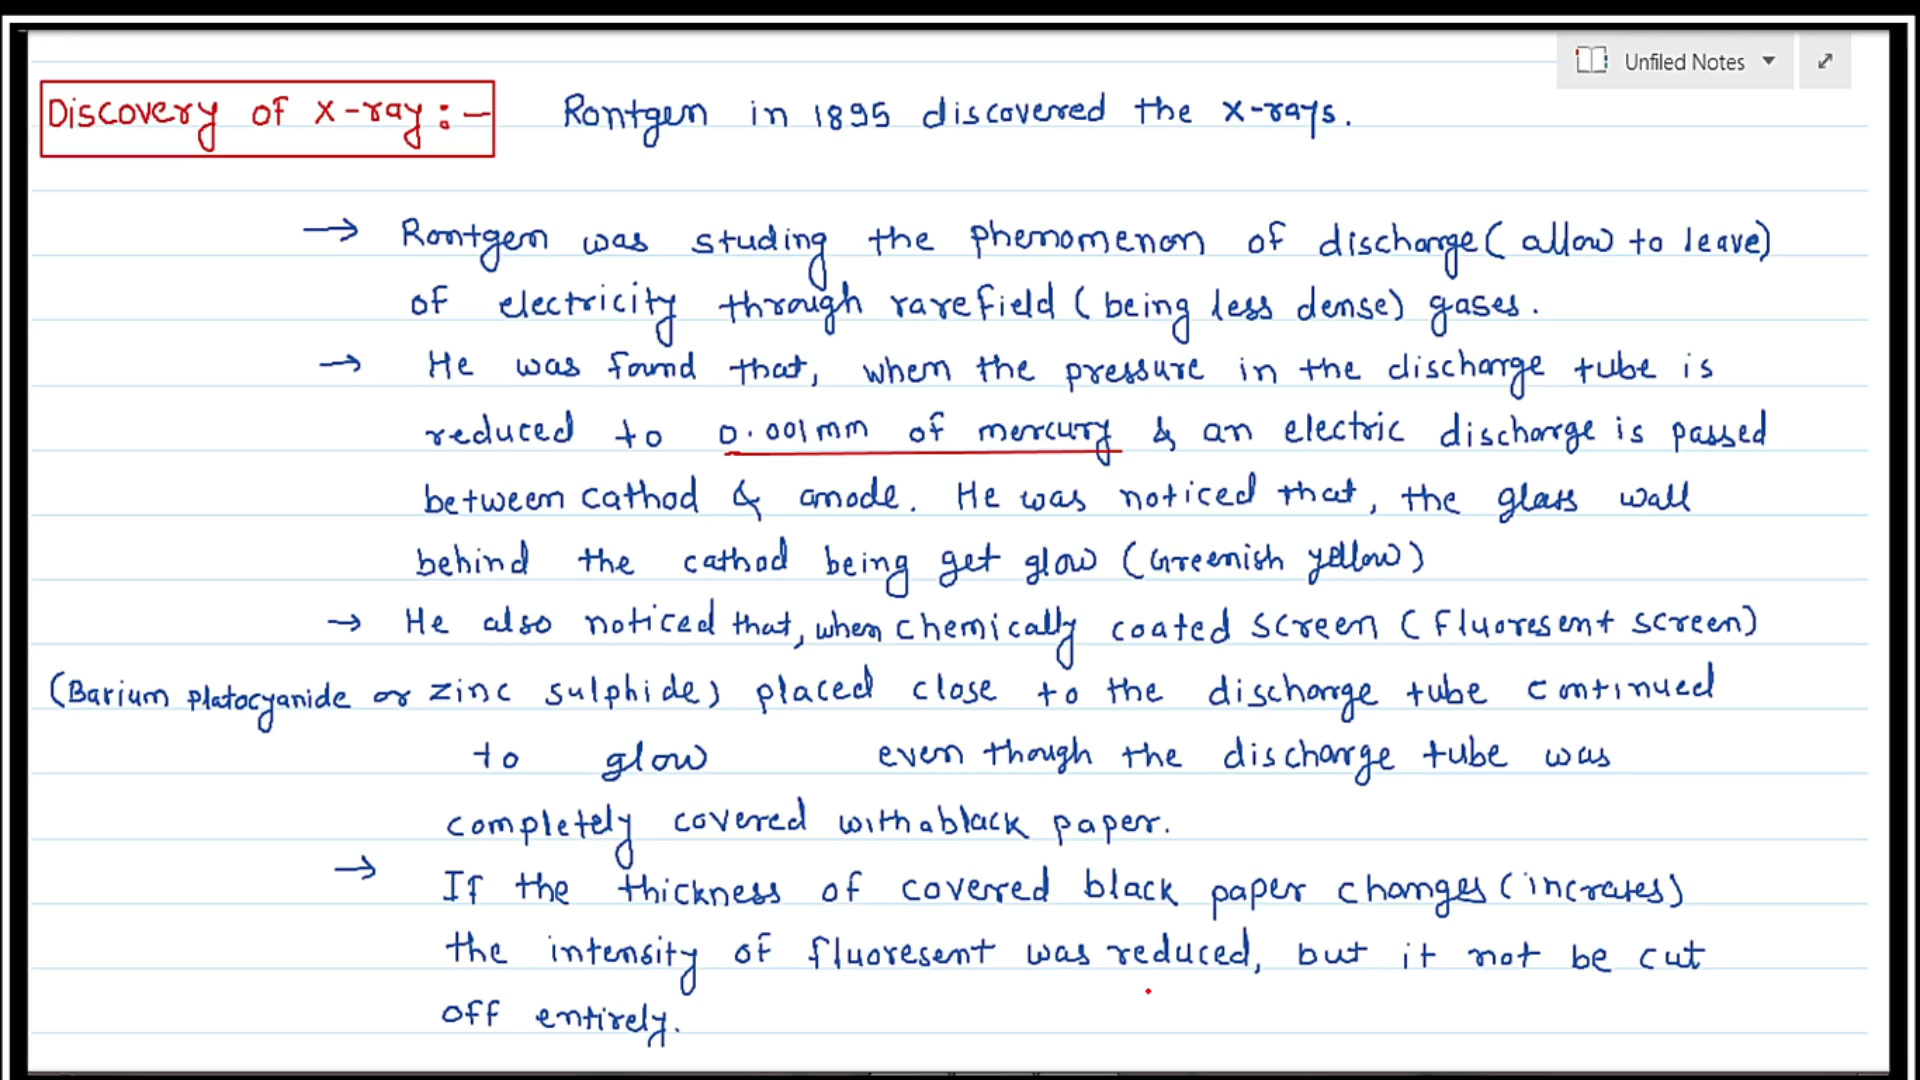 Unfiled Notes
Discovery of x-ray:- Rontgen in 1895 discovered the x-rays.
→ Rontgen was studing the phenomenon of discharge (allow to leave)
of electricity through rarefield (being less dense) gases.
→ He was found that, when the pressure in the discharge tube is
reduced to 0.001mm of mercury & an electric discharge is passed
between cathod & anode. He was noticed that, the glass wall
behind the cathod being get glow (Greenish yellow)
→ He also noticed that, when chemically coated screen (fluoresent screen)
(Barium platocyanide or zinc sulphide) placed close to the discharge tube continued
to glow even though the discharge tube was
completely covered with a black paper.
→ If the thickness of covered black paper changes (increates)
the intensity of fluoresent was reduced, but it not be cut
off entirely.